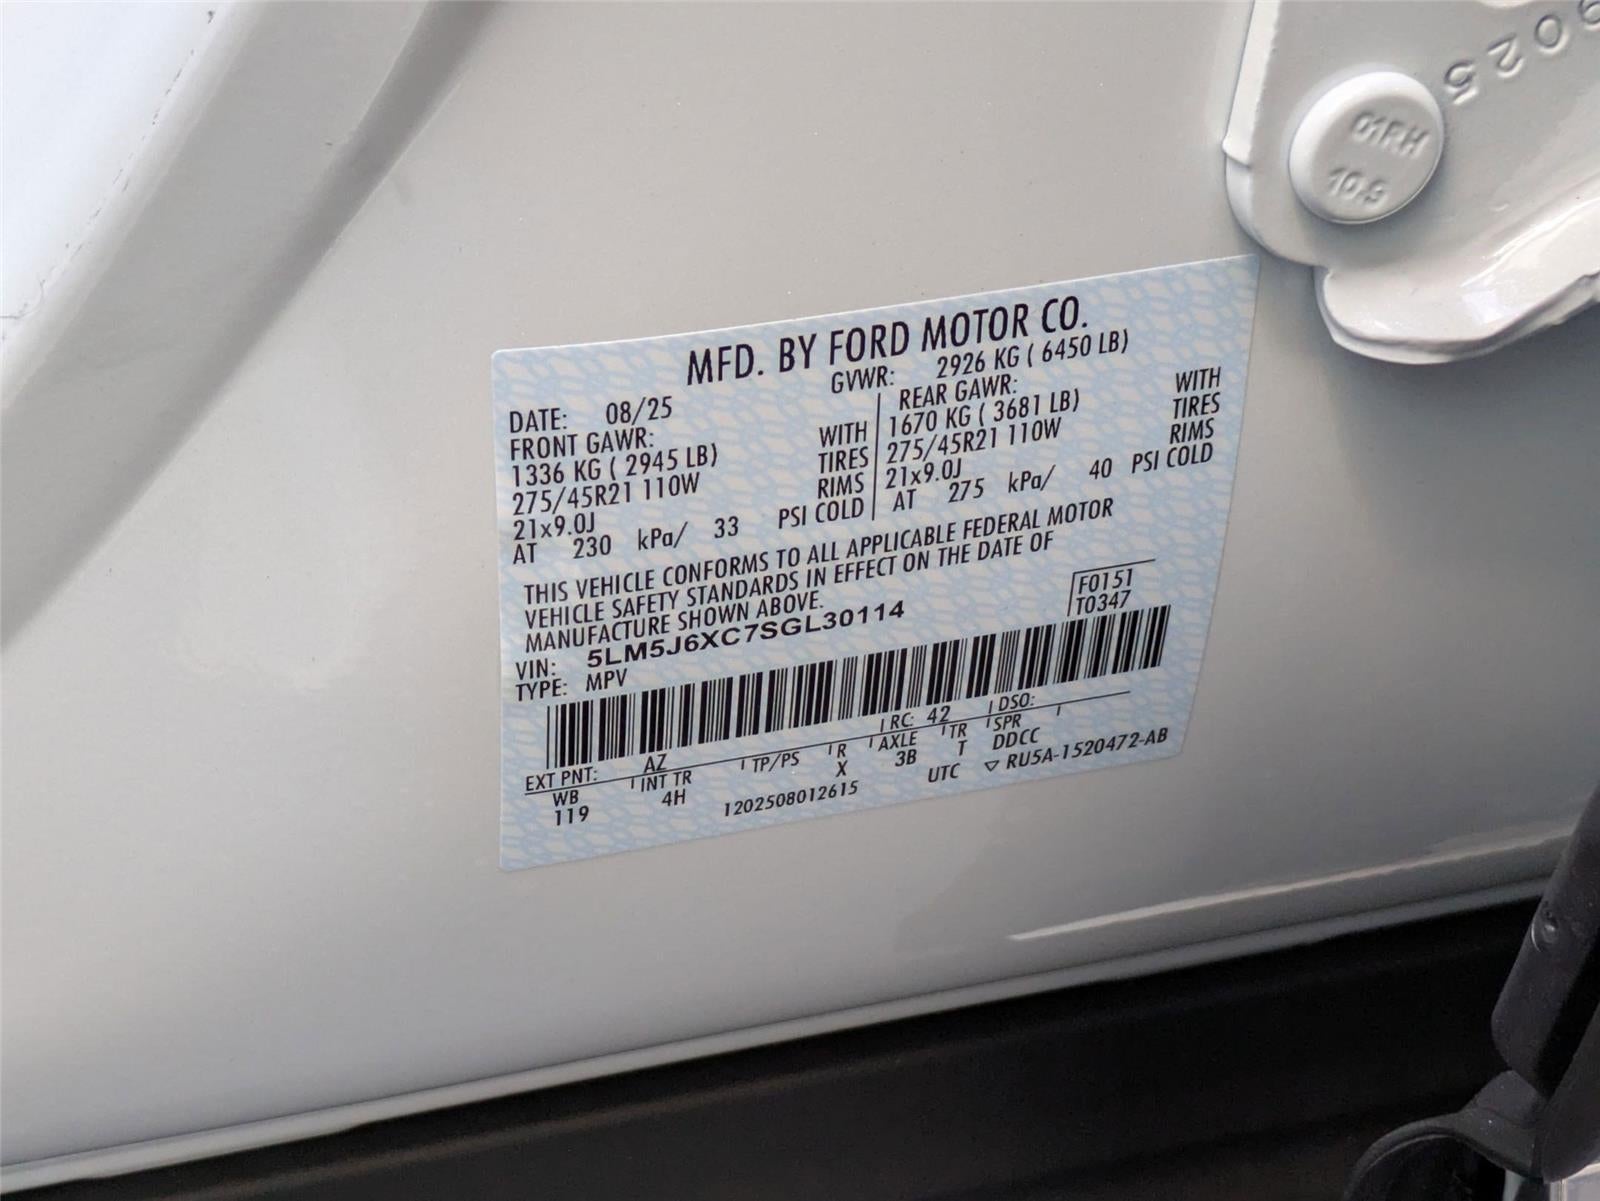 9025
01RH
10.9
MFD. BY FORD MOTOR CO.
DATE: 08/25 GVWR: 2926 KG ( 6450 LB)
FRONT GAWR: REAR GAWR:
1336 KG ( 2945 LB) WITH 1670 KG ( 3681 LB) WITH
275/45R21 110W TIRES 275/45R21 110W TIRES
21x9.0J RIMS 21x9.0J RIMS
AT 230 kPa/ 33 PSI COLD AT 275 kPa/ 40 PSI COLD
THIS VEHICLE CONFORMS TO ALL APPLICABLE FEDERAL MOTOR
VEHICLE SAFETY STANDARDS IN EFFECT ON THE DATE OF
MANUFACTURE SHOWN ABOVE.
F0151
T0347
VIN: 5LM5J6XC7SGL30114
TYPE: MPV
EXT PNT: AZ RC: 42 DSO:
WB INT TR TP/PS R AXLE TR SPR
119 4H X 3B T DDCC
1202508012615 UTC ▽ RU5A-1520472-AB